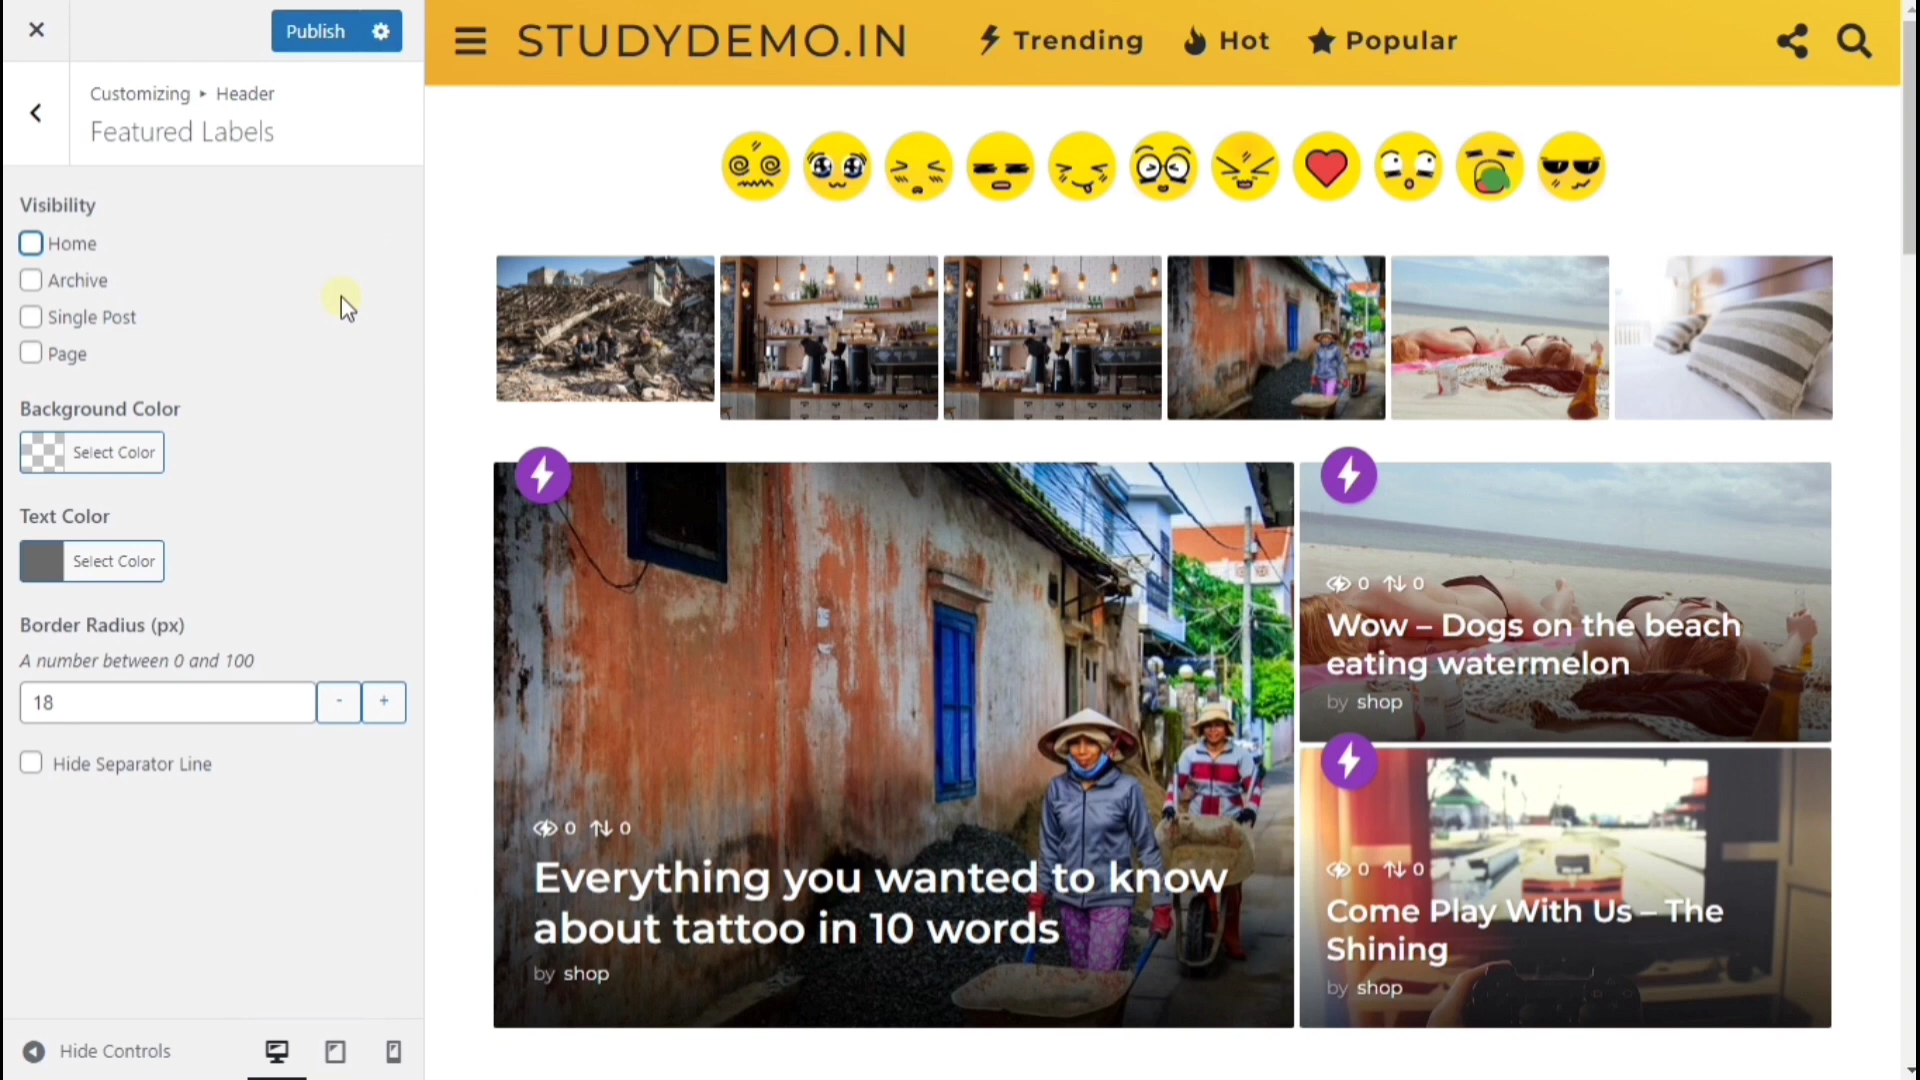 Publish
Customizing ▸ Header
Featured Labels
Visibility
Home
Archive
Single Post
Page
Background Color
Select Color
Text Color
Select Color
Border Radius (px)
A number between 0 and 100
18 - +
Hide Separator Line
Hide Controls
STUDYDEMO.IN Trending Hot Popular
0 0
Everything you wanted to know
about tattoo in 10 words
by shop
0 0
Wow – Dogs on the beach
eating watermelon
by shop
0 0
Come Play With Us – The
Shining
by shop